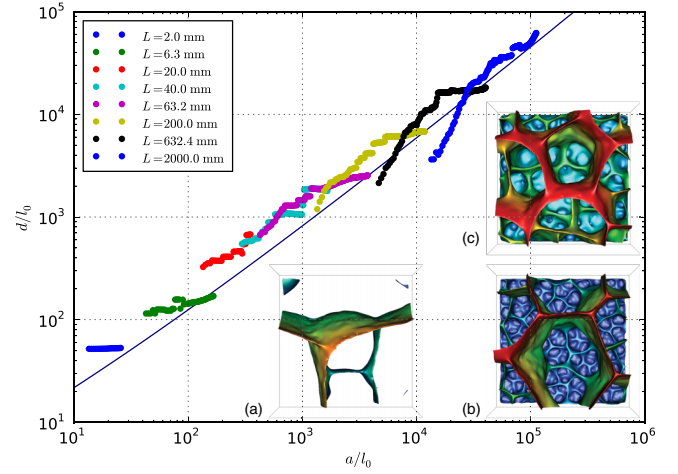 10^5
10^4
10^3
10^2
10^1
d/l_0
L=2.0 mm
L=6.3 mm
L=20.0 mm
L=40.0 mm
L=63.2 mm
L=200.0 mm
L=632.4 mm
L=2000.0 mm
(c)
(a)
(b)
10^1 10^2 10^3 10^4 10^5 10^6
a/l_0